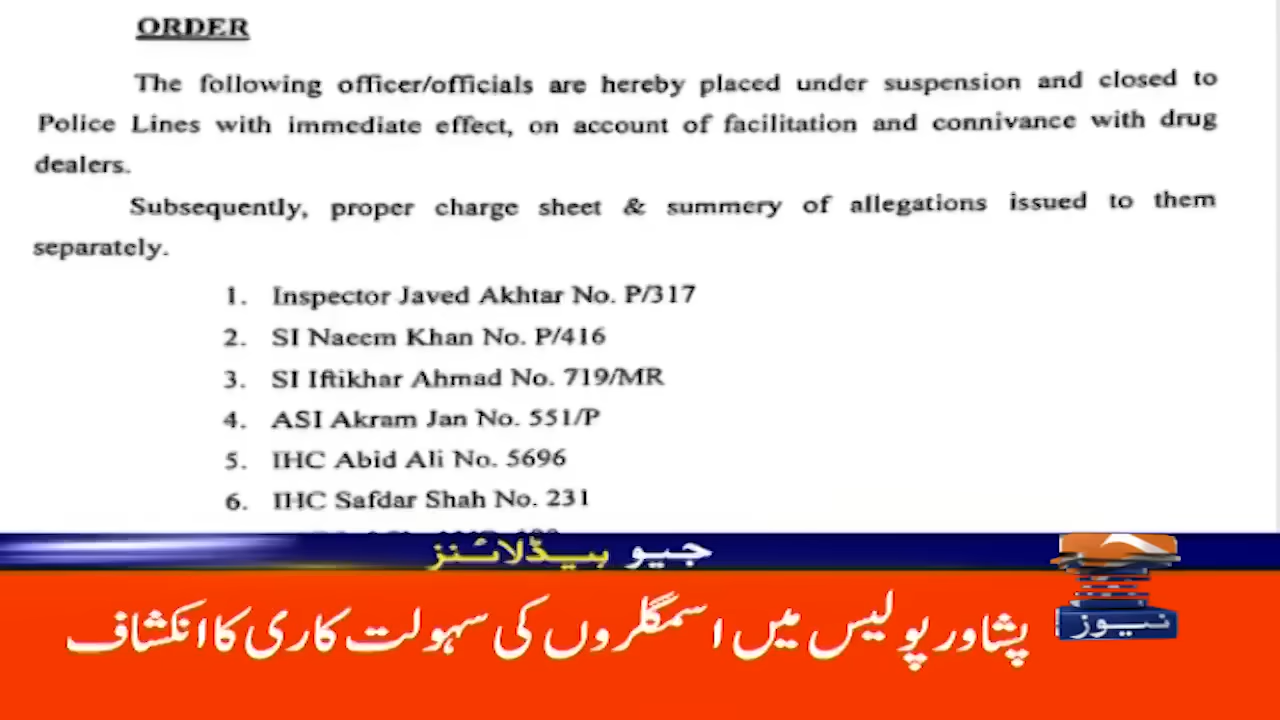 ORDER
The following officer/officials are hereby placed under suspension and closed to
Police Lines with immediate effect, on account of facilitation and connivance with drug
dealers.
Subsequently, proper charge sheet & summery of allegations issued to them
separately.
1. Inspector Javed Akhtar No. P/317
2. SI Naeem Khan No. P/416
3. SI Iftikhar Ahmad No. 719/MR
4. ASI Akram Jan No. 551/P
5. IHC Abid Ali No. 5696
6. IHC Safdar Shah No. 231
جیو ہیڈلائنز
نیوز
پشاور پولیس میں اسمگلروں کی سہولت کاری کا انکشاف